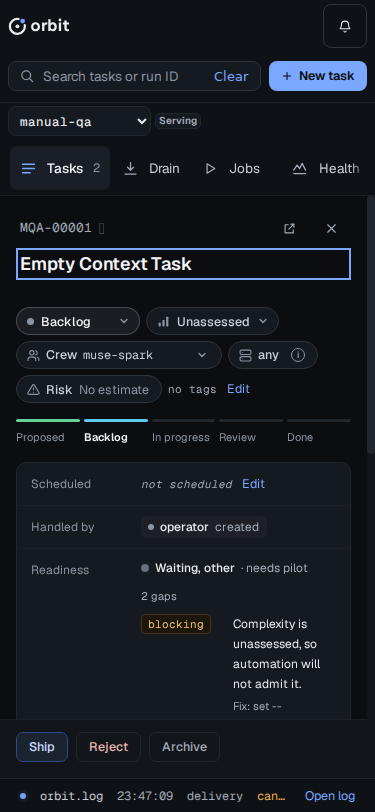 orbit
Search tasks or run ID Clear + New task
manual-qa Serving
Tasks 2 Drain Jobs Health
MQA-00001
Empty Context Task
Backlog Unassessed
Crew muse-spark any
Risk No estimate no tags Edit
Proposed Backlog In progress Review Done
Scheduled not scheduled Edit
Handled by operator created
Readiness Waiting, other · needs pilot
2 gaps
blocking Complexity is
unassessed, so
automation will
not admit it.
Fix: set --
Ship Reject Archive
orbit.log 23:47:09 delivery can… Open log